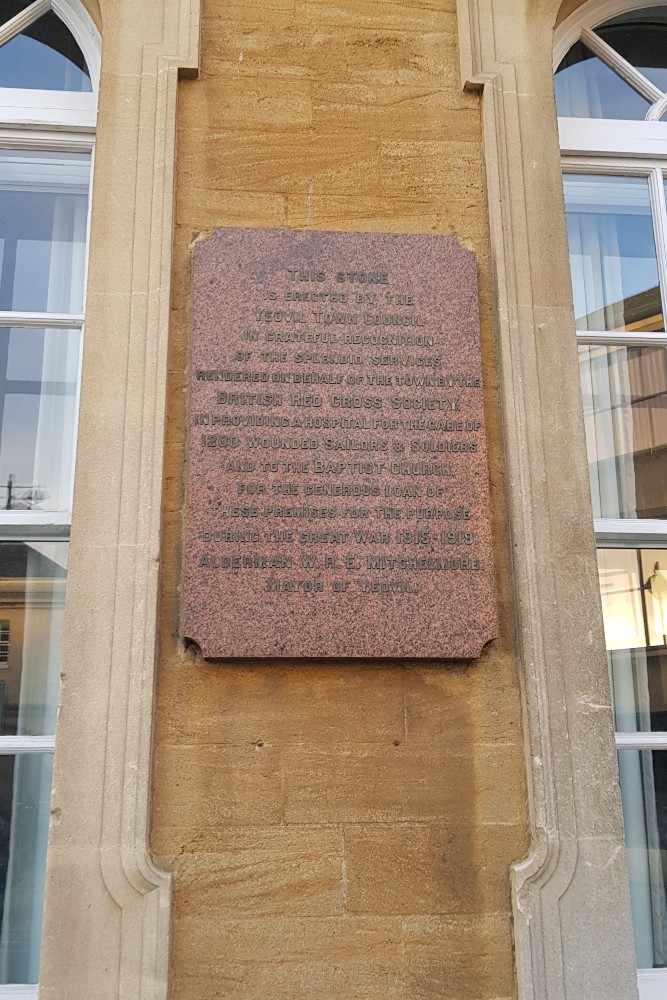 THIS STONE
IS ERECTED BY THE
YEOVIL TOWN COUNCIL
IN GRATEFUL RECOGNITION
OF THE SPLENDID SERVICES
RENDERED ON BEHALF OF THE TOWN BY THE
BRITISH RED CROSS SOCIETY,
IN PROVIDING A HOSPITAL FOR THE CARE OF
1200 WOUNDED SAILORS & SOLDIERS
AND TO THE BAPTIST CHURCH,
FOR THE GENEROUS LOAN OF
THESE PREMISES FOR THE PURPOSE
DURING THE GREAT WAR 1915-1919.
ALDERMAN W. R. E. MITCHELMORE
MAYOR OF YEOVIL.